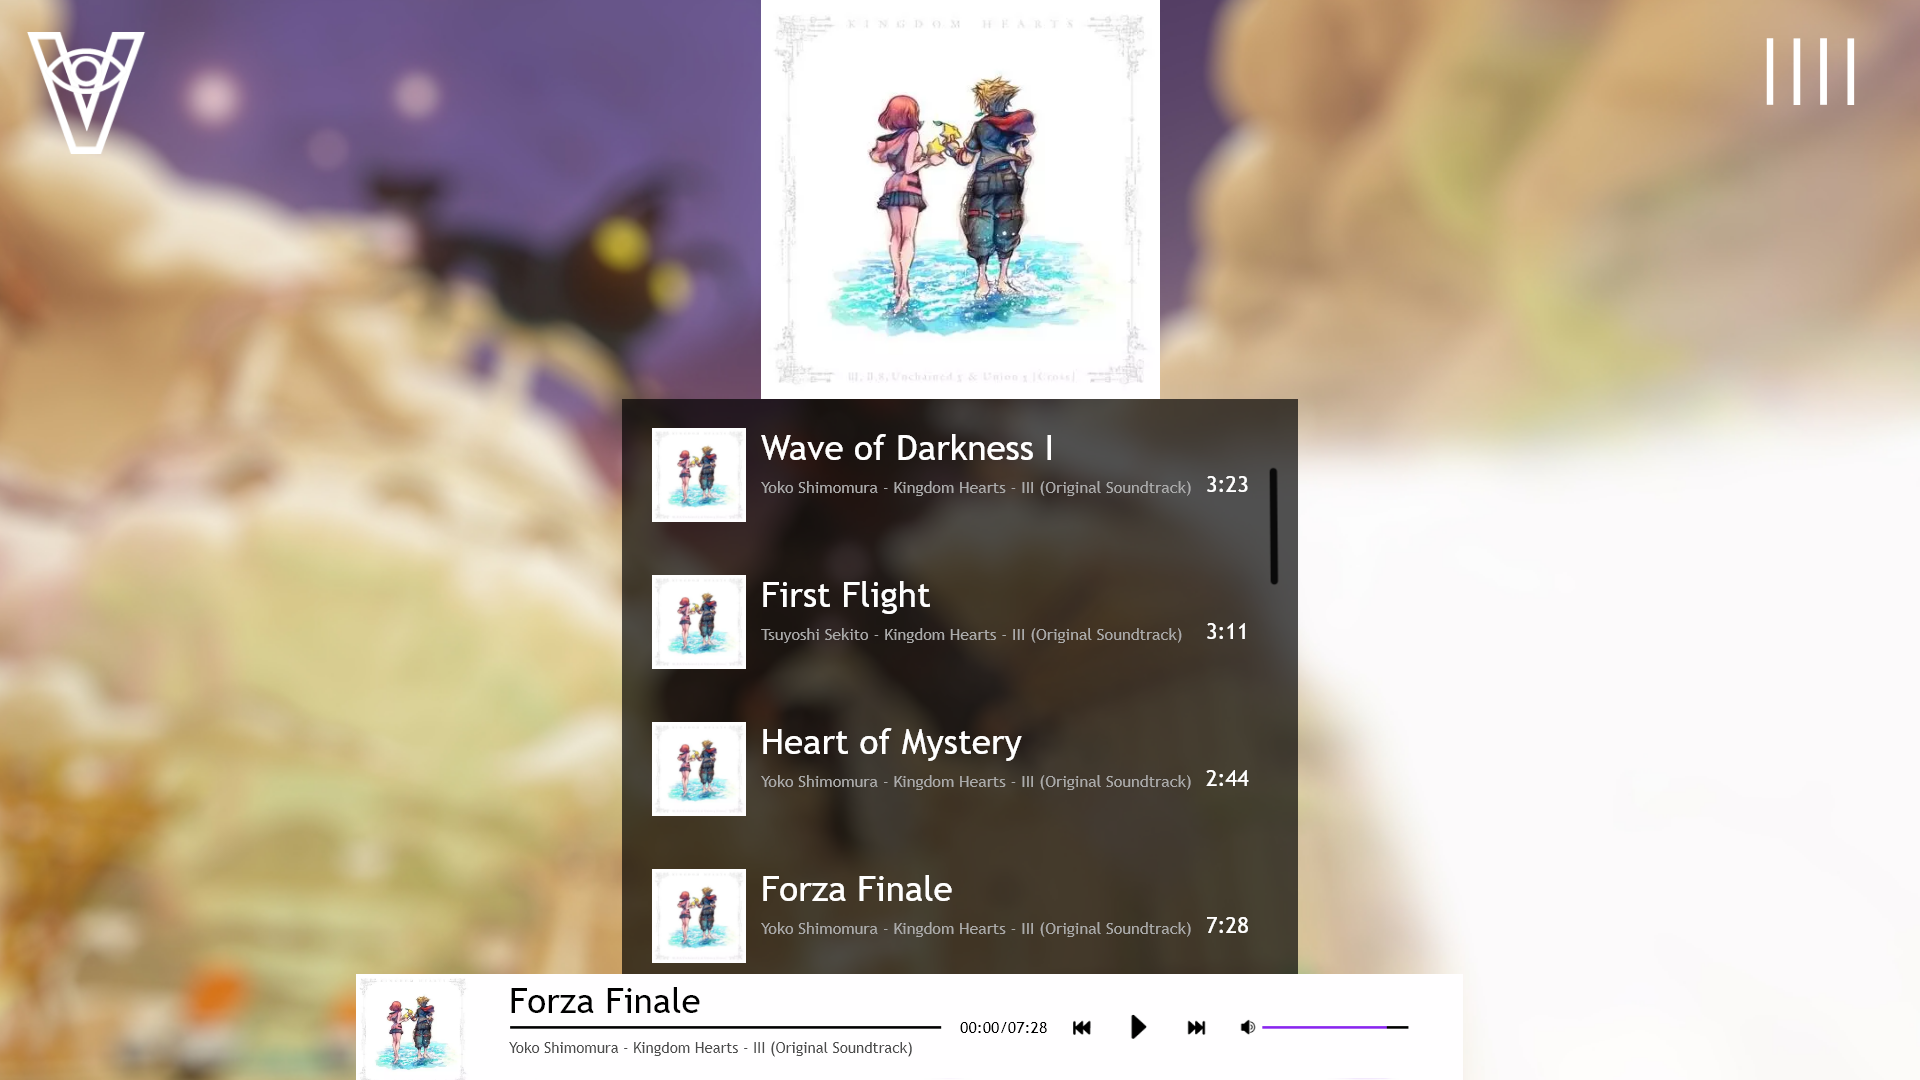 KINGDOM HEARTS
III, II.8, Unchained χ & Union χ [Cross]
Wave of Darkness I
Yoko Shimomura - Kingdom Hearts - III (Original Soundtrack)
3:23
First Flight
Tsuyoshi Sekito - Kingdom Hearts - III (Original Soundtrack)
3:11
Heart of Mystery
Yoko Shimomura - Kingdom Hearts - III (Original Soundtrack)
2:44
Forza Finale
Yoko Shimomura - Kingdom Hearts - III (Original Soundtrack)
7:28
Forza Finale
00:00/07:28
Yoko Shimomura - Kingdom Hearts - III (Original Soundtrack)